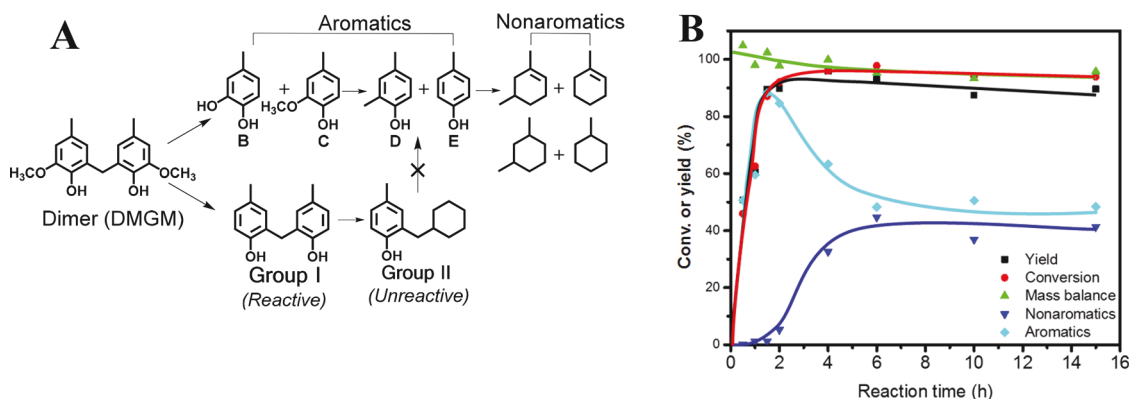 A
Aromatics
Nonaromatics
HO
OH
B
+
H₃CO
OH
C
OH
D
+
OH
E
+
+
H₃CO
OH
OH
OCH₃
Dimer (DMGM)
OH
OH
Group I
(Reactive)
OH
Group II
(Unreactive)
B
Conv. or yield (%)
120
100
80
60
40
20
0
0
2
4
6
8
10
12
14
16
Reaction time (h)
Yield
Conversion
Mass balance
Nonaromatics
Aromatics